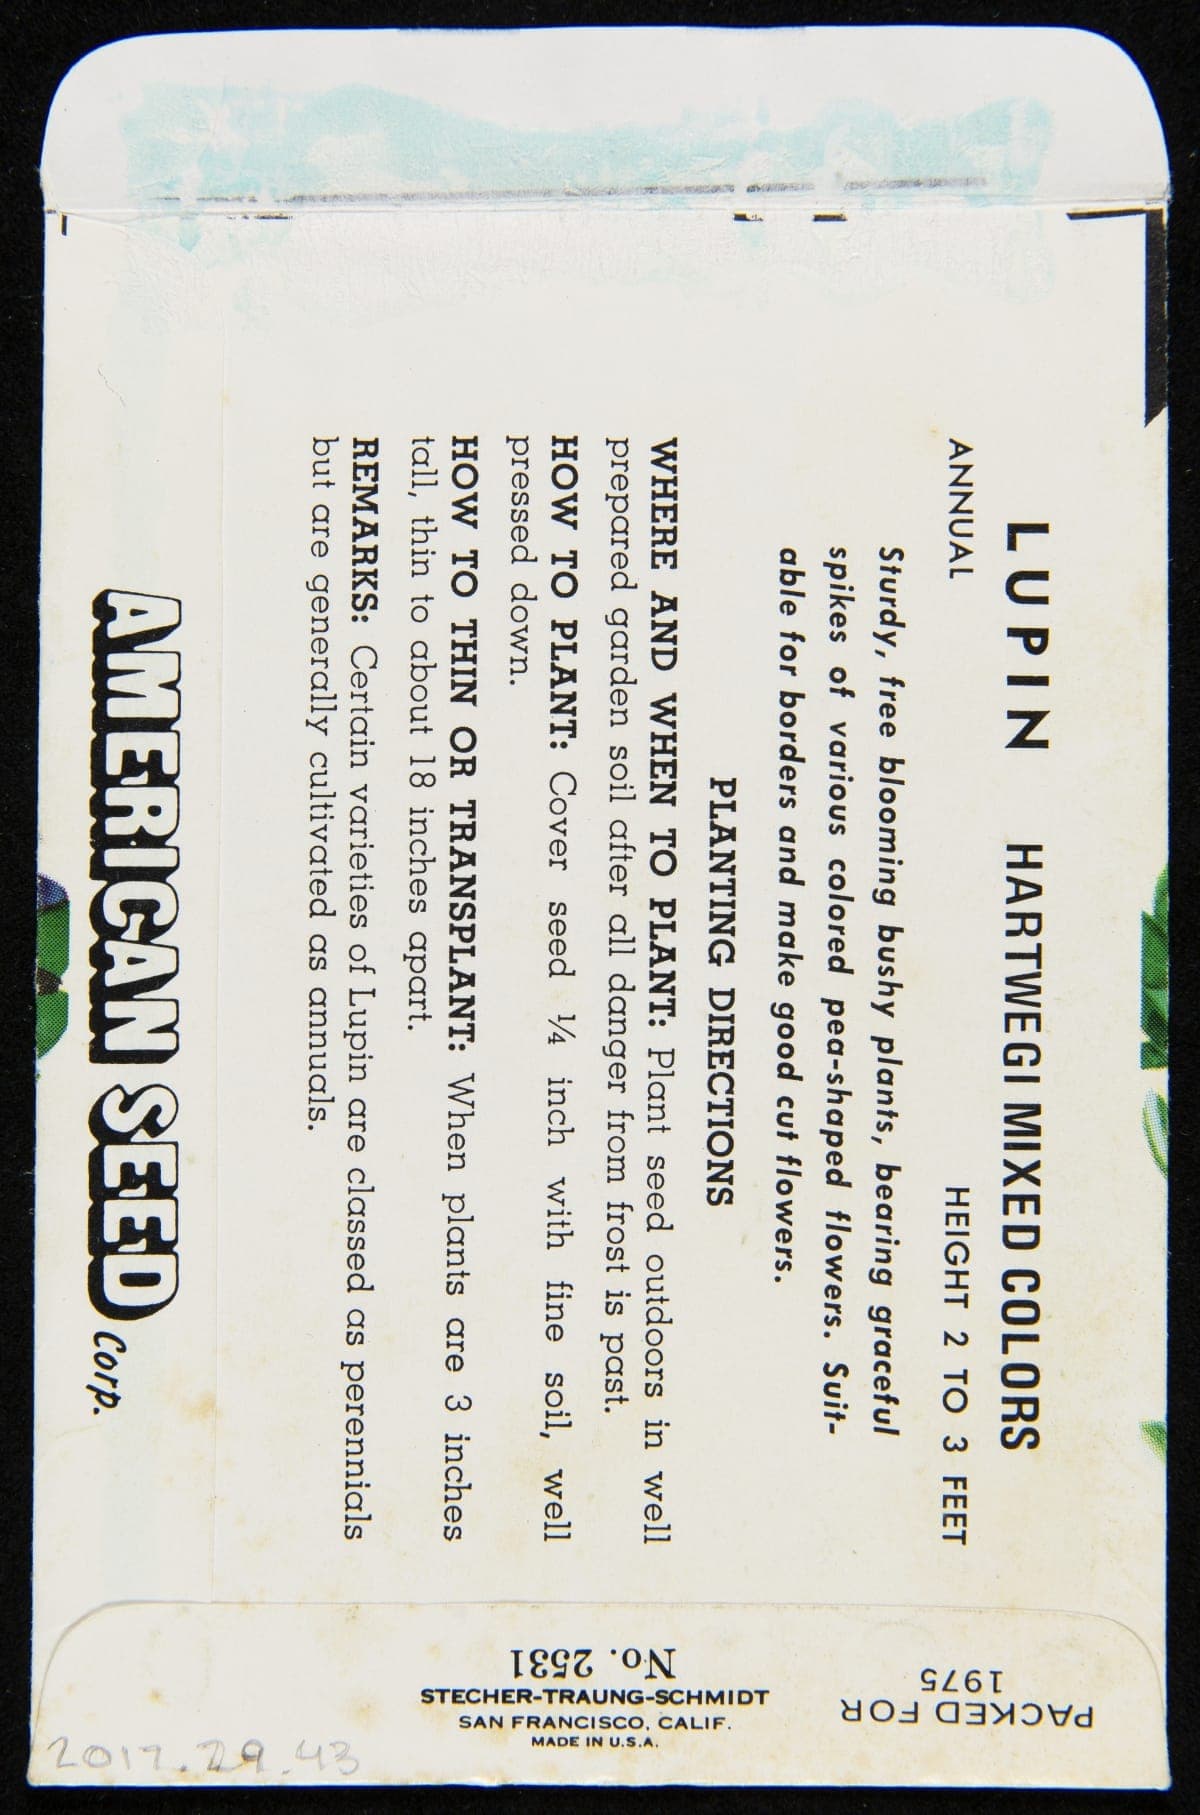 LUPIN HARTWEGI MIXED COLORS
ANNUAL HEIGHT 2 TO 3 FEET
Sturdy, free blooming bushy plants, bearing graceful
spikes of various colored pea-shaped flowers. Suit-
able for borders and make good cut flowers.
PLANTING DIRECTIONS
WHERE AND WHEN TO PLANT: Plant seed outdoors in well
prepared garden soil after all danger from frost is past.
HOW TO PLANT: Cover seed ¼ inch with fine soil, well
pressed down.
HOW TO THIN OR TRANSPLANT: When plants are 3 inches
tall, thin to about 18 inches apart.
REMARKS: Certain varieties of Lupin are classed as perennials
but are generally cultivated as annuals.
AMERICAN SEED Corp.
PACKED FOR
1975
No. 2531
STECHER-TRAUNG-SCHMIDT
SAN FRANCISCO, CALIF.
MADE IN U.S.A.
2017.29.43